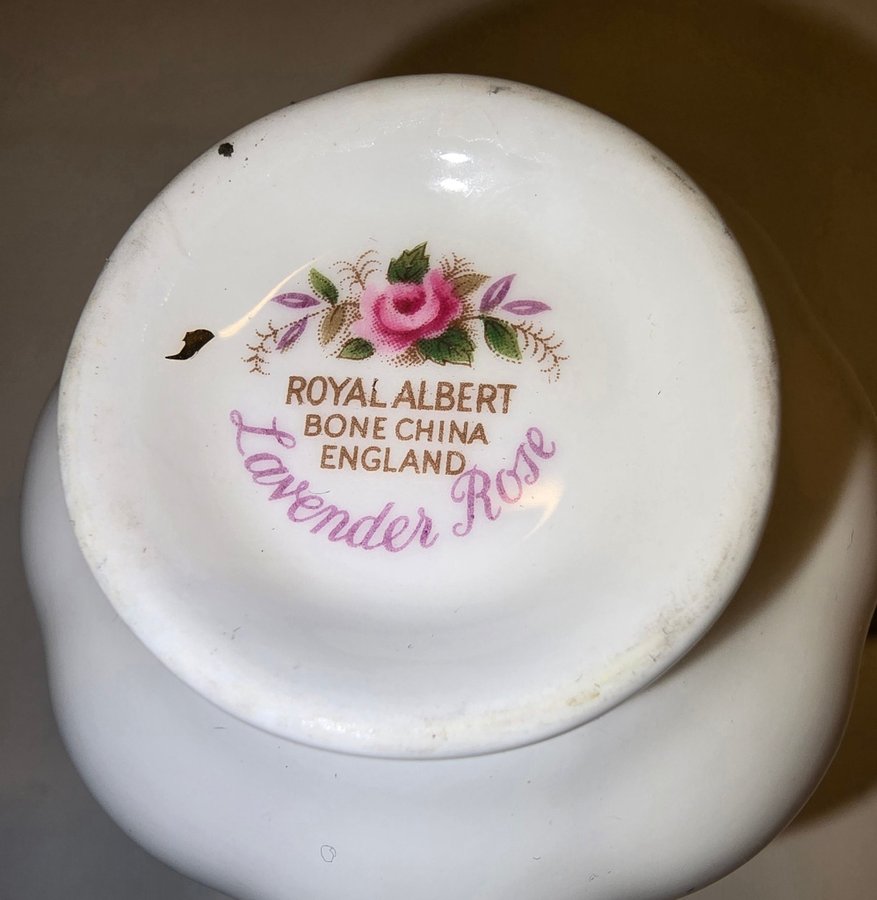 ROYAL ALBERT
BONE CHINA
ENGLAND
Lavender Rose